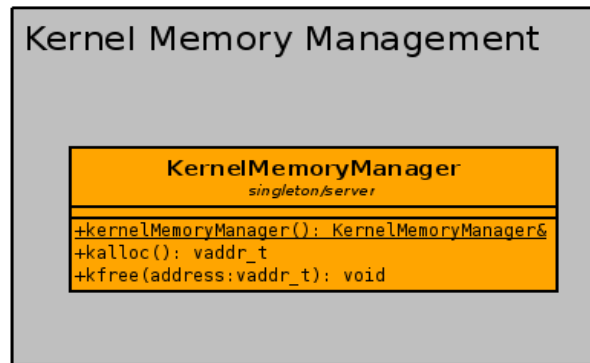 Kernel Memory Management
KernelMemoryManager
singleton/server
+kernelMemoryManager(): KernelMemoryManager&
+kalloc(): vaddr_t
+kfree(address:vaddr_t): void